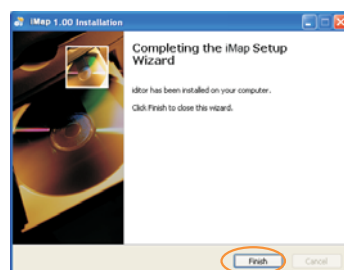 iMap 1.00 Installation
Completing the iMap Setup
Wizard
iditor has been installed on your computer.
Click Finish to close this wizard.
Finish
Cancel